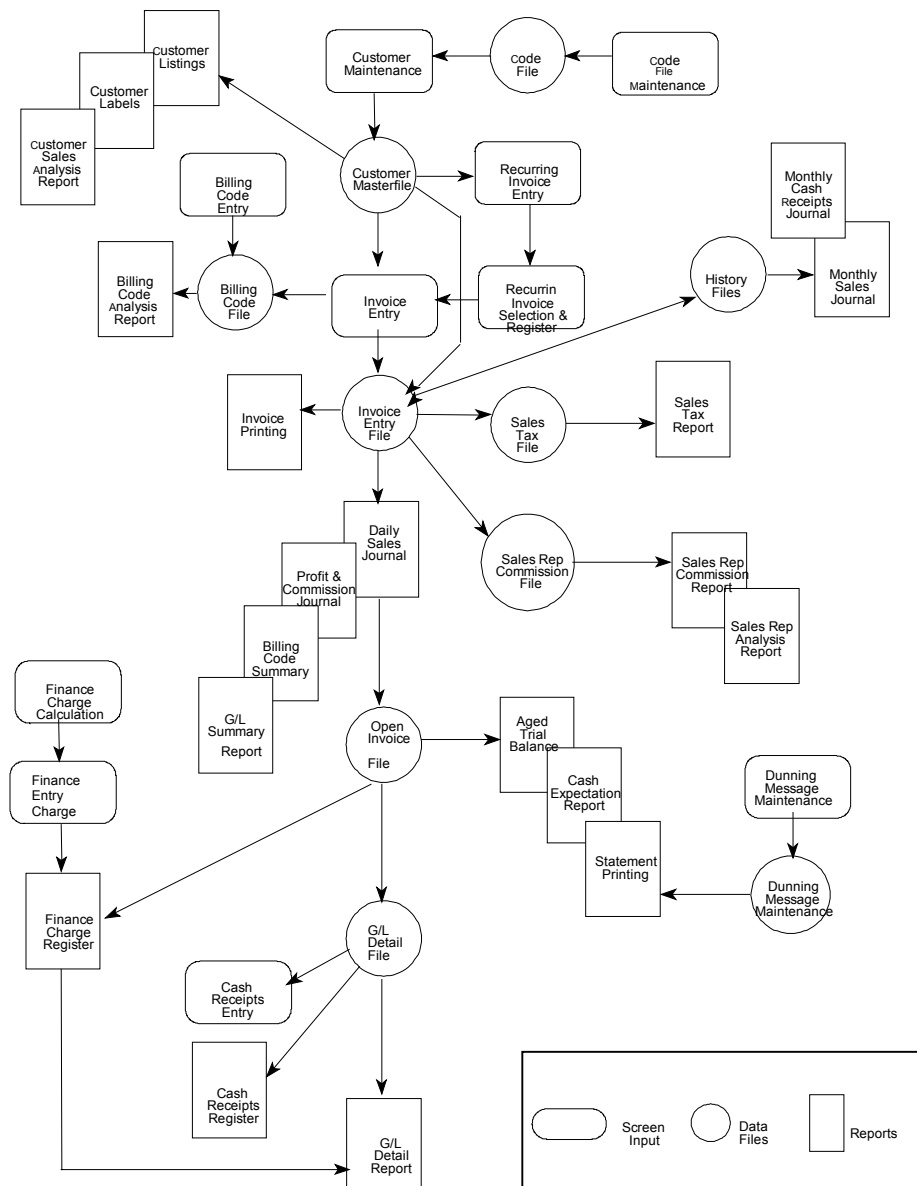 Customer
Listings
Customer
Labels
Customer
Sales
Analysis
Report
Customer
Maintenance
Code
File
Code
File
Maintenance
Billing
Code
Entry
Customer
Masterfile
Recurring
Invoice
Entry
Monthly
Cash
Receipts
Journal
Billing
Code
Analysis
Report
Billing
Code File
Invoice
Entry
Recurrin
Invoice
Selection &
Register
History
Files
Monthly
Sales
Journal
Invoice
Printing
Invoice
Entry
File
Sales
Tax
File
Sales
Tax
Report
Daily
Sales
Journal
Profit &
Commission
Journal
Billing
Code
Summary
G/L
Summary
Report
Sales Rep
Commission
File
Sales Rep
Commission
Report
Sales Rep
Analysis
Report
Finance
Charge
Calculation
Finance
Entry
Charge
Open
Invoice
File
Aged
Trial
Balance
Cash
Expectation
Report
Statement
Printing
Dunning
Message
Maintenance
Dunning
Message
Maintenance
Finance
Charge
Register
G/L
Detail
File
Cash
Receipts
Entry
Cash
Receipts
Register
G/L
Detail
Report
Screen
Input
Data
Files
Reports